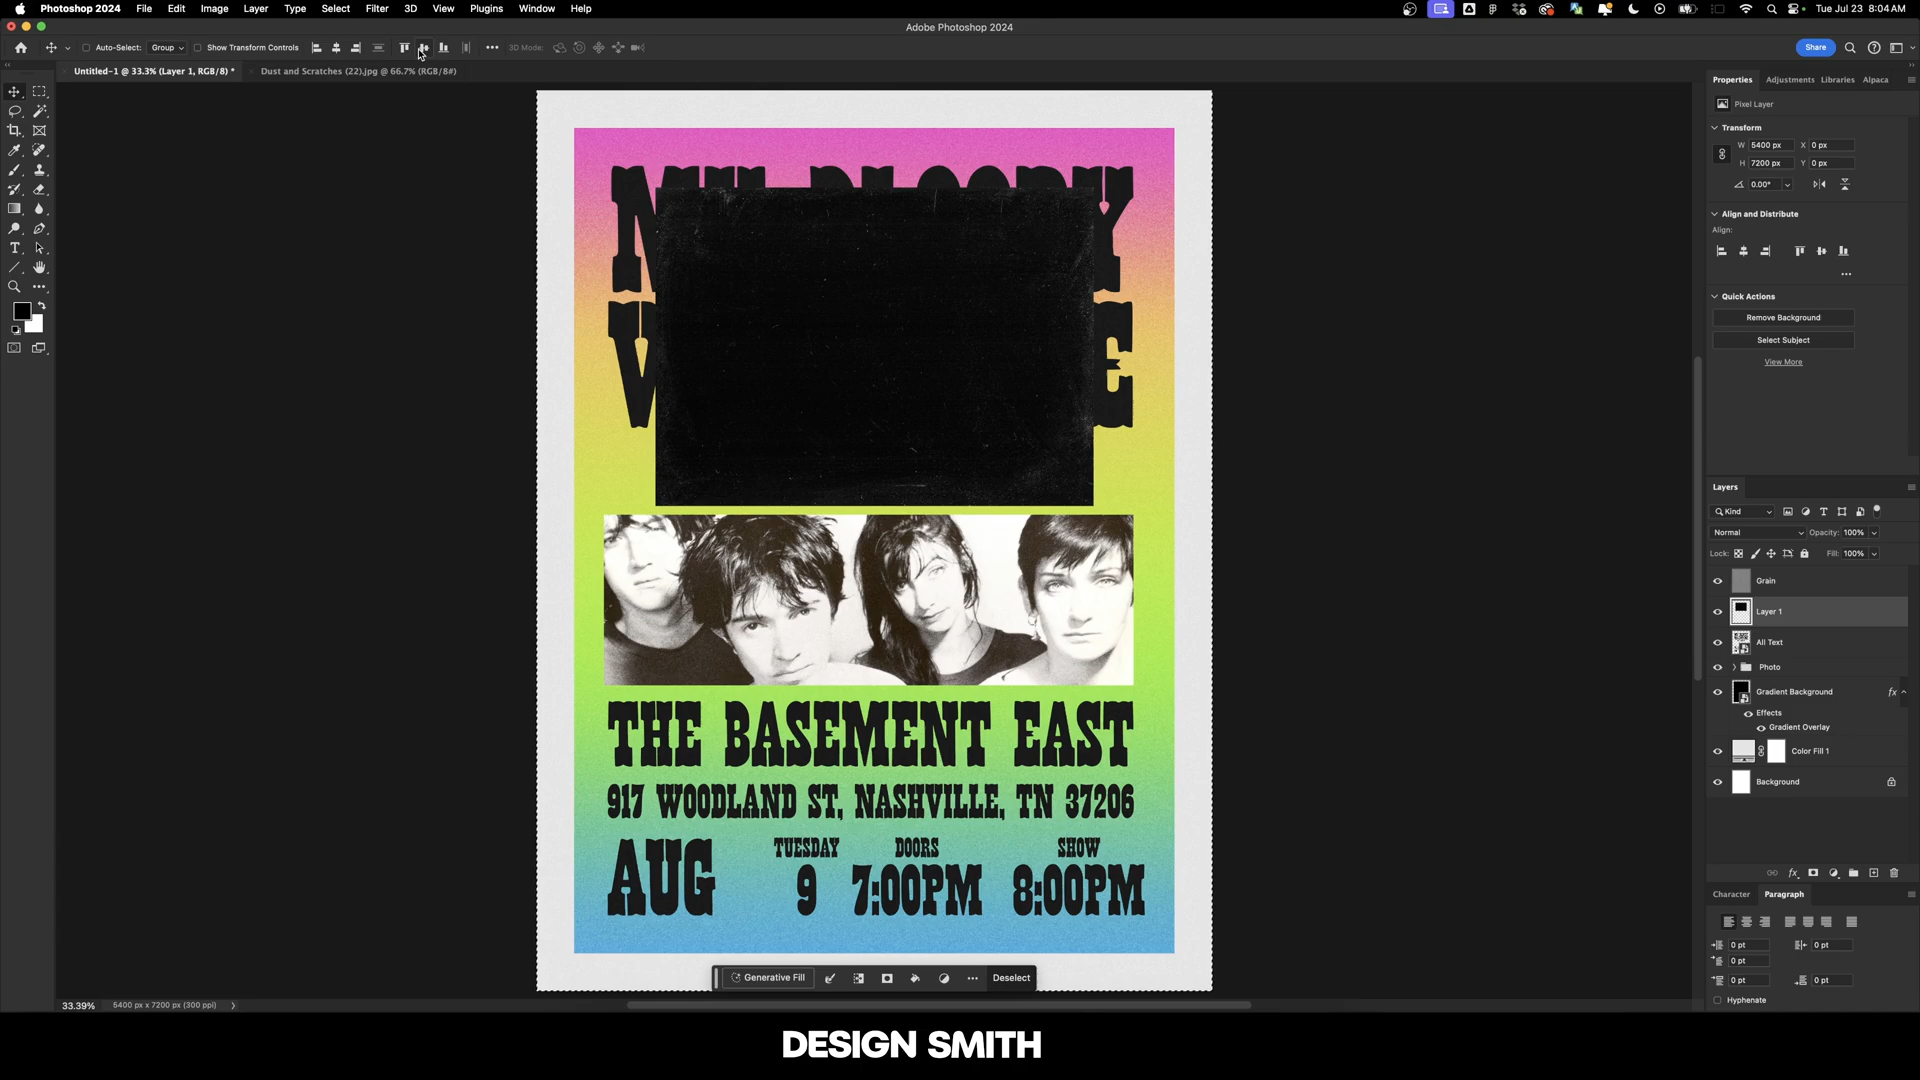 Photoshop 2024 File Edit Image Layer Type Select Filter 3D View Plugins Window Help Tue Jul 23 8:04 AM
Adobe Photoshop 2024
Auto-Select: Group Show Transform Controls 3D Mode: Share
Untitled-1 @ 33.3% (Layer 1, RGB/8) * Dust and Scratches (22).jpg @ 66.7% (RGB/8#)
Properties Adjustments Libraries Alpaca
Pixel Layer
Transform
W 5400 px X 0 px
H 7200 px Y 0 px
0.00°
Align and Distribute
Align:
Quick Actions
Remove Background
Select Subject
View More
Layers
Kind
Normal Opacity: 100%
Lock: Fill: 100%
Grain
Layer 1
All Text
Photo
Gradient Background fx
Effects
Gradient Overlay
Color Fill 1
Background
Character Paragraph
0 pt 0 pt
0 pt
0 pt 0 pt
Hyphenate
THE BASEMENT EAST
917 WOODLAND ST, NASHVILLE, TN 37206
AUG
TUESDAY
9
DOORS
7:00PM
SHOW
8:00PM
Generative Fill Deselect
33.39% 5400 px x 7200 px (300 ppi)
DESIGN SMITH